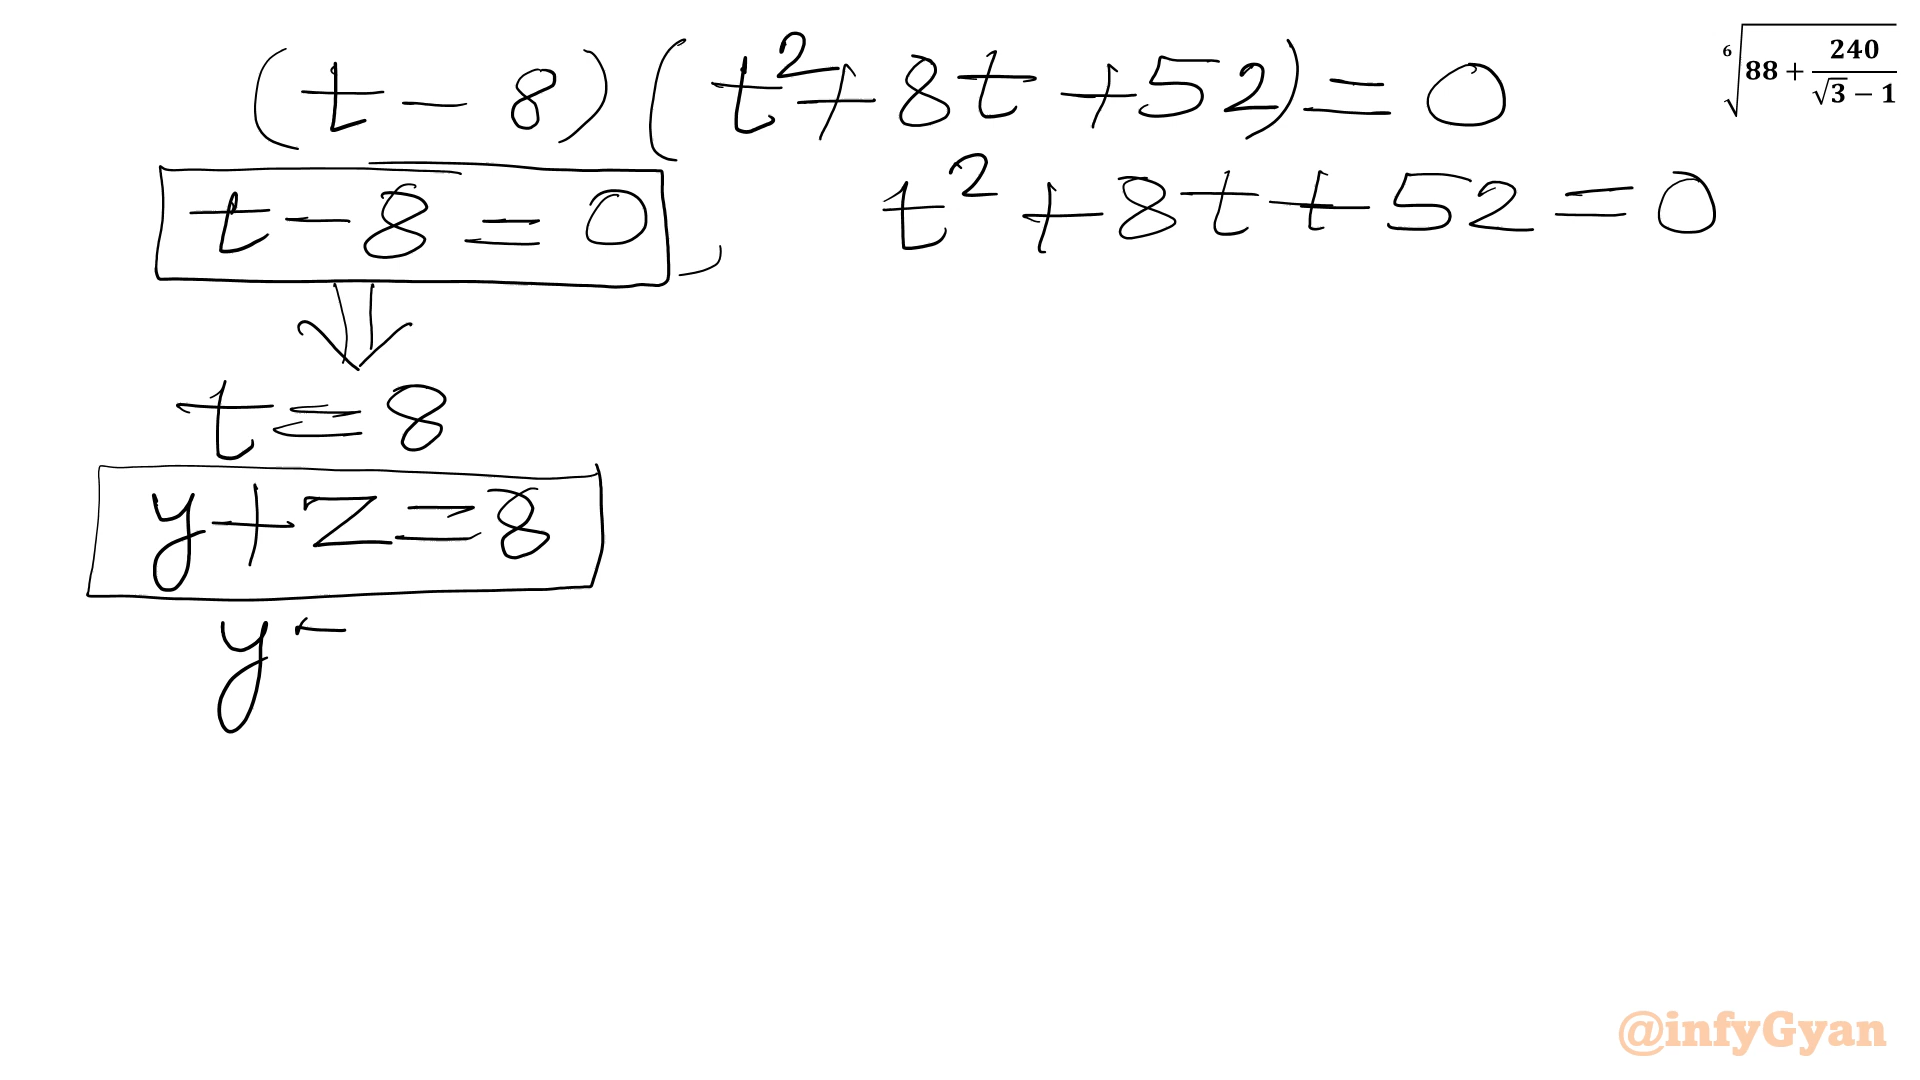 (t - 8) (t² + 8t + 52) = 0
⁶√(88 + 240/(√3 - 1))
t - 8 = 0, t² + 8t + 52 = 0
t = 8
y + z = 8
y -
@infyGyan